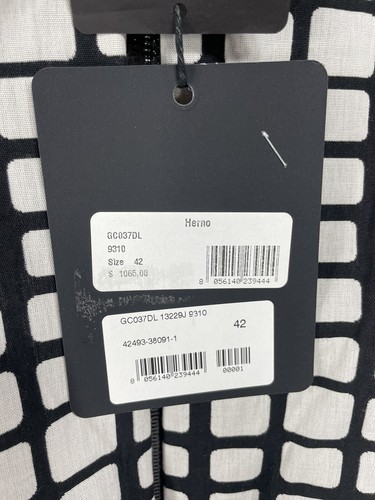 Herno
GC037DL
9310
Size 42
$ 1065.00
8 056140 239444
GC037DL 13229J 9310
42
42493-38091-1
8 056140 239444
00001